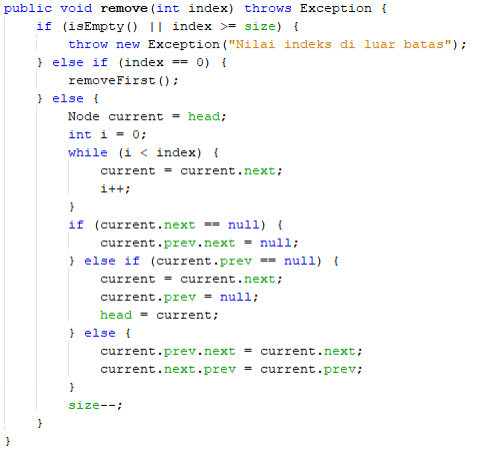 public void remove(int index) throws Exception {
    if (isEmpty() || index >= size) {
        throw new Exception("Nilai indeks di luar batas");
    } else if (index == 0) {
        removeFirst();
    } else {
        Node current = head;
        int i = 0;
        while (i < index) {
            current = current.next;
            i++;
        }
        if (current.next == null) {
            current.prev.next = null;
        } else if (current.prev == null) {
            current = current.next;
            current.prev = null;
            head = current;
        } else {
            current.prev.next = current.next;
            current.next.prev = current.prev;
        }
        size--;
    }
}